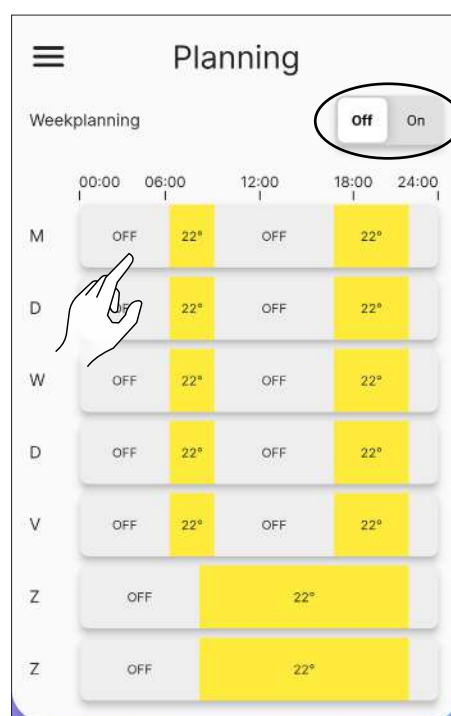 Planning
Weekplanning Off On
00:00 06:00 12:00 18:00 24:00
M OFF 22° OFF 22°
D 22° OFF 22°
W OFF 22° OFF 22°
D OFF 22° OFF 22°
V OFF 22° OFF 22°
Z OFF 22°
Z OFF 22°